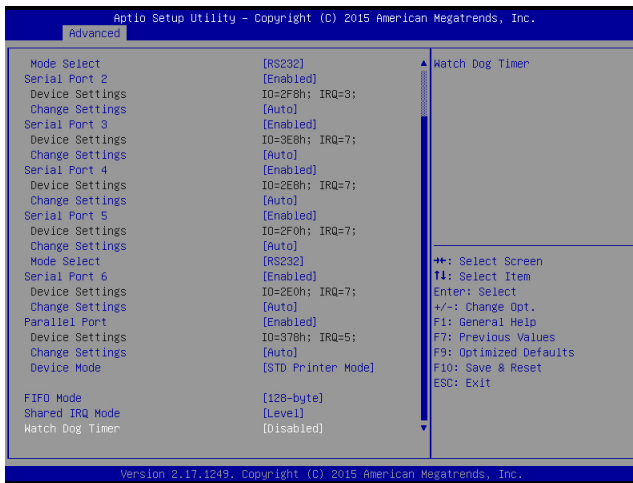 Aptio Setup Utility – Copyright (C) 2015 American Megatrends, Inc.
Advanced
Mode Select [RS232]
Serial Port 2 [Enabled]
Device Settings IO=2F8h; IRQ=3;
Change Settings [Auto]
Serial Port 3 [Enabled]
Device Settings IO=3E8h; IRQ=7;
Change Settings [Auto]
Serial Port 4 [Enabled]
Device Settings IO=2E8h; IRQ=7;
Change Settings [Auto]
Serial Port 5 [Enabled]
Device Settings IO=2F0h; IRQ=7;
Change Settings [Auto]
Mode Select [RS232]
Serial Port 6 [Enabled]
Device Settings IO=2E0h; IRQ=7;
Change Settings [Auto]
Parallel Port [Enabled]
Device Settings IO=378h; IRQ=5;
Change Settings [Auto]
Device Mode [STD Printer Mode]
FIFO Mode [128-byte]
Shared IRQ Mode [Level]
Watch Dog Timer [Disabled]
Watch Dog Timer
→←: Select Screen
↑↓: Select Item
Enter: Select
+/-: Change Opt.
F1: General Help
F7: Previous Values
F9: Optimized Defaults
F10: Save & Reset
ESC: Exit
Version 2.17.1249. Copyright (C) 2015 American Megatrends, Inc.